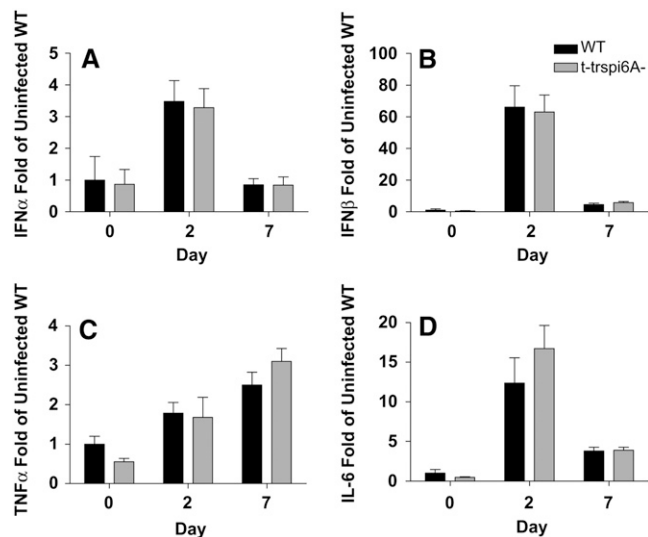 A
IFNα Fold of Uninfected WT
5
4
3
2
1
0
0 2 7
Day
B
WT
t-trspi6A-
IFNβ Fold of Uninfected WT
100
80
60
40
20
0
0 2 7
Day
C
TNFα Fold of Uninfected WT
4
3
2
1
0
0 2 7
Day
D
IL-6 Fold of Uninfected WT
20
15
10
5
0
0 2 7
Day